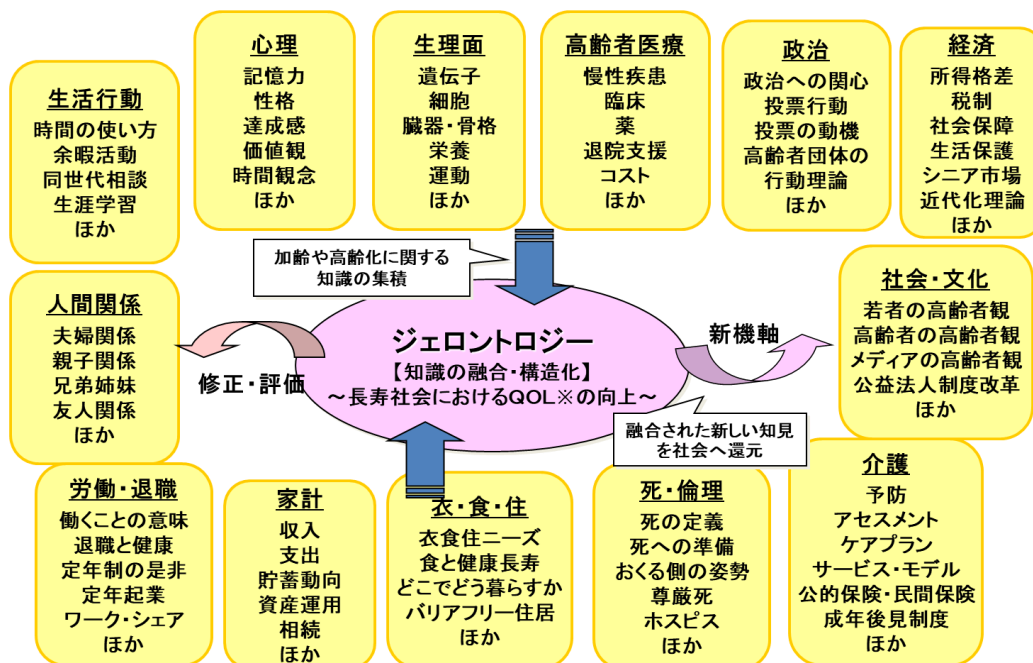 生活行動
時間の使い方
余暇活動
同世代相談
生涯学習
ほか
心理
記憶力
性格
達成感
価値観
時間観念
ほか
生理面
遺伝子
細胞
臓器・骨格
栄養
運動
ほか
高齢者医療
慢性疾患
臨床
薬
退院支援
コスト
ほか
政治
政治への関心
投票行動
投票の動機
高齢者団体の
行動理論
ほか
経済
所得格差
税制
社会保障
生活保護
シニア市場
近代化理論
ほか
加齢や高齢化に関する
知識の集積
人間関係
夫婦関係
親子関係
兄弟姉妹
友人関係
ほか
修正・評価
ジェロントロジー
【知識の融合・構造化】
～長寿社会におけるQOL※の向上～
新機軸
社会・文化
若者の高齢者観
高齢者の高齢者観
メディアの高齢者観
公益法人制度改革
ほか
融合された新しい知見
を社会へ還元
労働・退職
働くことの意味
退職と健康
定年制の是非
定年起業
ワーク・シェア
ほか
家計
収入
支出
貯蓄動向
資産運用
相続
ほか
衣・食・住
衣食住ニーズ
食と健康長寿
どこでどう暮らすか
バリアフリー住居
ほか
死・倫理
死の定義
死への準備
おくる側の姿勢
尊厳死
ホスピス
ほか
介護
予防
アセスメント
ケアプラン
サービス・モデル
公的保険・民間保険
成年後見制度
ほか